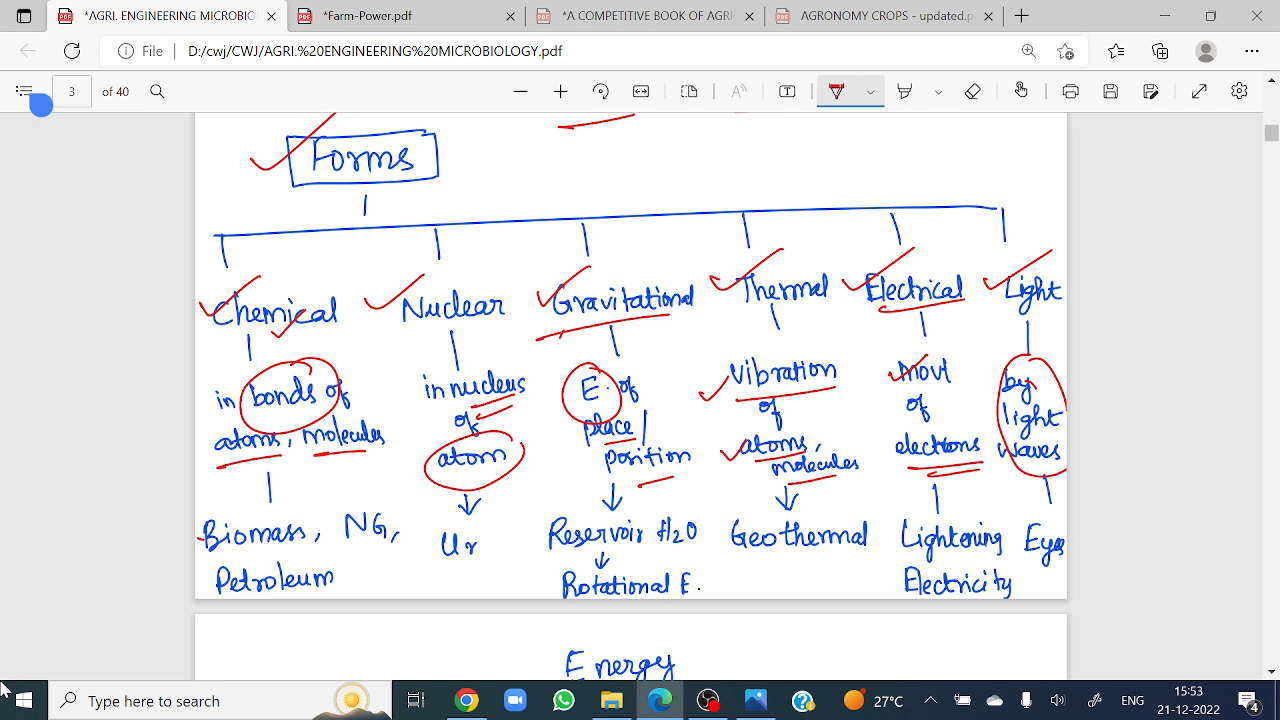 *AGRI. ENGINEERING MICROBIO
*Farm-Power.pdf
*A COMPETITIVE BOOK OF AGRI
AGRONOMY CROPS - updated.p
File D:/cwj/CWJ/AGRI.%20ENGINEERING%20MICROBIOLOGY.pdf
3 of 40
Forms
Chemical Nuclear Gravitational Thermal Electrical Light
in bonds of atoms, molecules
in nucleus of atom
E. of place / position
Vibration of atoms, molecules
Movt of electrons
by light waves
Biomass, NG, Petroleum
Ur
Reservoir H2O
Rotational E.
Geothermal
Lightening Electricity
Eyes
Energy
Type here to search
27°C ENG 15:53
21-12-2022
4